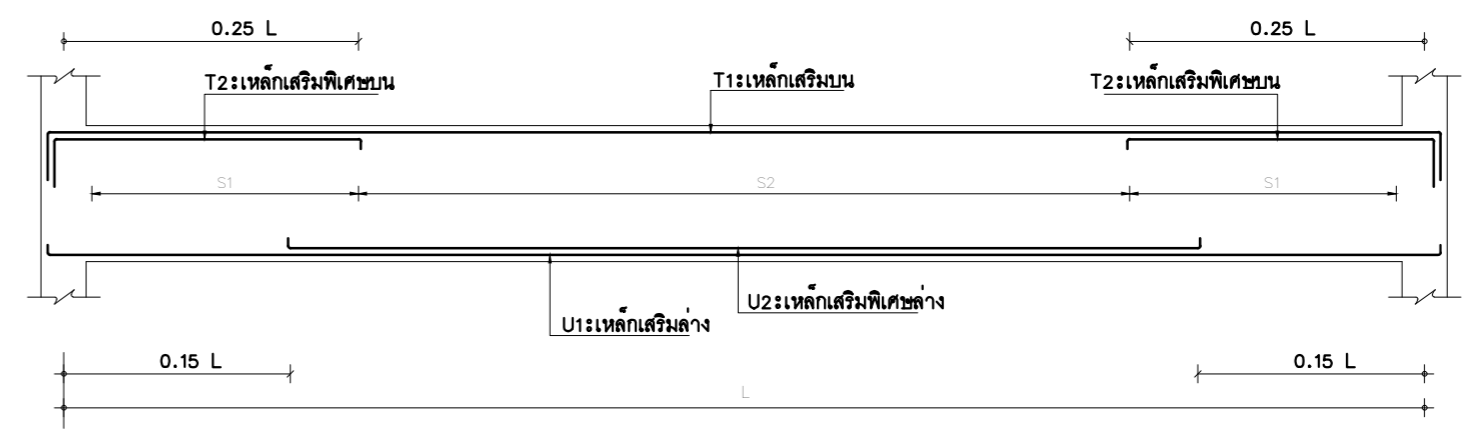 0.25 L
0.25 L
T2:เหล็กเสริมพิเศษบน
T1:เหล็กเสริมบน
T2:เหล็กเสริมพิเศษบน
S1
S2
S1
U2:เหล็กเสริมพิเศษล่าง
U1:เหล็กเสริมล่าง
0.15 L
0.15 L
L